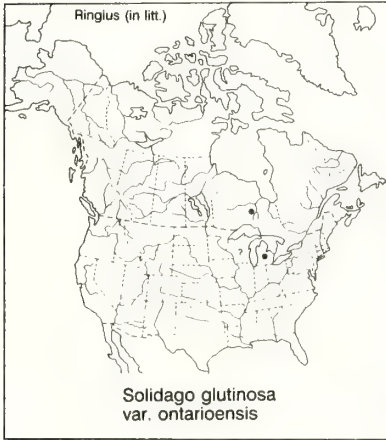 Ringius (in litt.)
Solidago glutinosa
var. ontarioensis